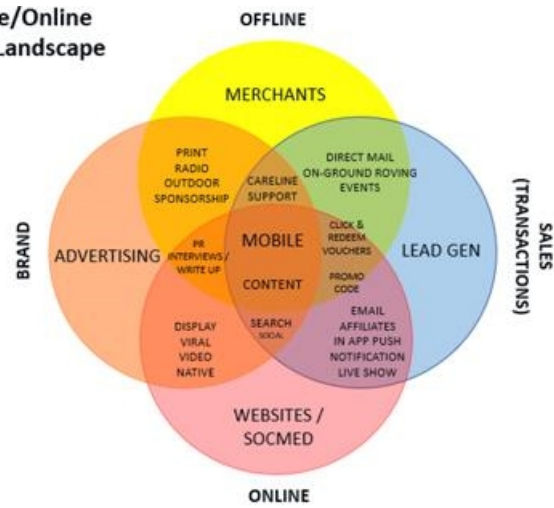 e/Online
Landscape
OFFLINE
MERCHANTS
PRINT
RADIO
OUTDOOR
SPONSORSHIP
CARELINE
SUPPORT
DIRECT MAIL
ON-GROUND ROVING
EVENTS
BRAND
ADVERTISING
PR
INTERVIEWS /
WRITE UP
MOBILE
CONTENT
CLICK &
REDEEM
VOUCHERS
PROMO
CODE
LEAD GEN
SALES
(TRANSACTIONS)
SEARCH
SOCIAL
DISPLAY
VIRAL
VIDEO
NATIVE
EMAIL
AFFILIATES
IN APP PUSH
NOTIFICATION
LIVE SHOW
WEBSITES /
SOCMED
ONLINE